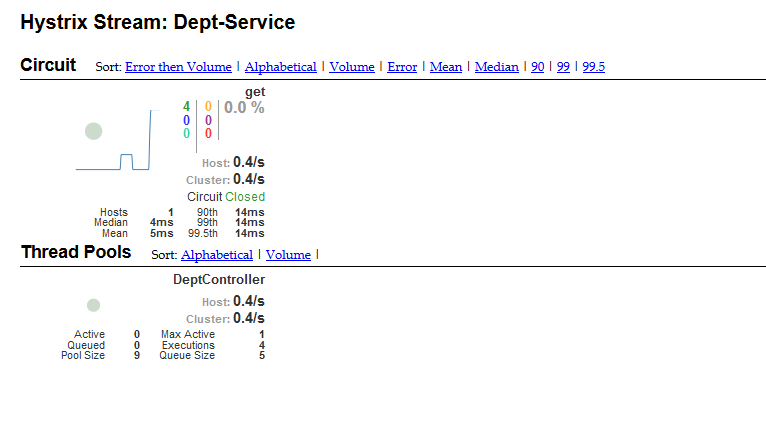 Hystrix Stream: Dept-Service
Circuit Sort: Error then Volume | Alphabetical | Volume | Error | Mean | Median | 90 | 99 | 99.5
get
4 0 0.0 %
0 0
0 0
Host: 0.4/s
Cluster: 0.4/s
Circuit Closed
Hosts 1 90th 14ms
Median 4ms 99th 14ms
Mean 5ms 99.5th 14ms
Thread Pools Sort: Alphabetical | Volume |
DeptController
Host: 0.4/s
Cluster: 0.4/s
Active 0 Max Active 1
Queued 0 Executions 4
Pool Size 9 Queue Size 5